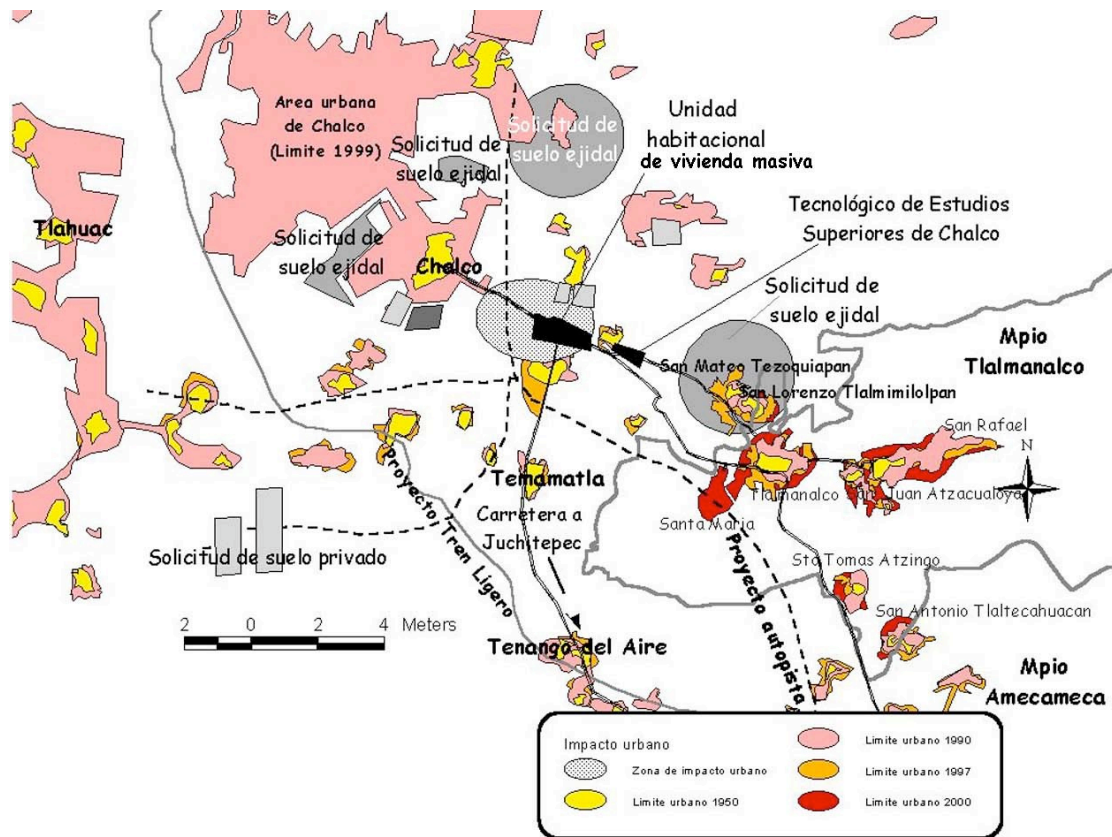 Area urbana
de Chalco
(Limite 1999)
Solicitud de
suelo ejidal
Solicitud de
suelo ejidal
Unidad
habitacional
de vivienda masiva
Tlahuac
Solicitud de
suelo ejidal
Chalco
Tecnológico de Estudios
Superiores de Chalco
Solicitud de
suelo ejidal
Mpio
Tlalmanalco
San Mateo Tezoquiapan
San Lorenzo Tlalmimilolpan
San Rafael
N
Temamatla
Tlalmanalco
San Juan Atzacualoya
Santa Maria
Carretera a
Juchitepec
Solicitud de suelo privado
Proyecto, Tren Ligero
Proyecto autopista
Sto Tomas Atzingo
San Antonio Tlaltecahuacan
2 0 2 4 Meters
Tenango del Aire
Mpio
Amecameca
Impacto urbano
Zona de impacto urbano
Limite urbano 1950
Limite urbano 1990
Limite urbano 1997
Limite urbano 2000